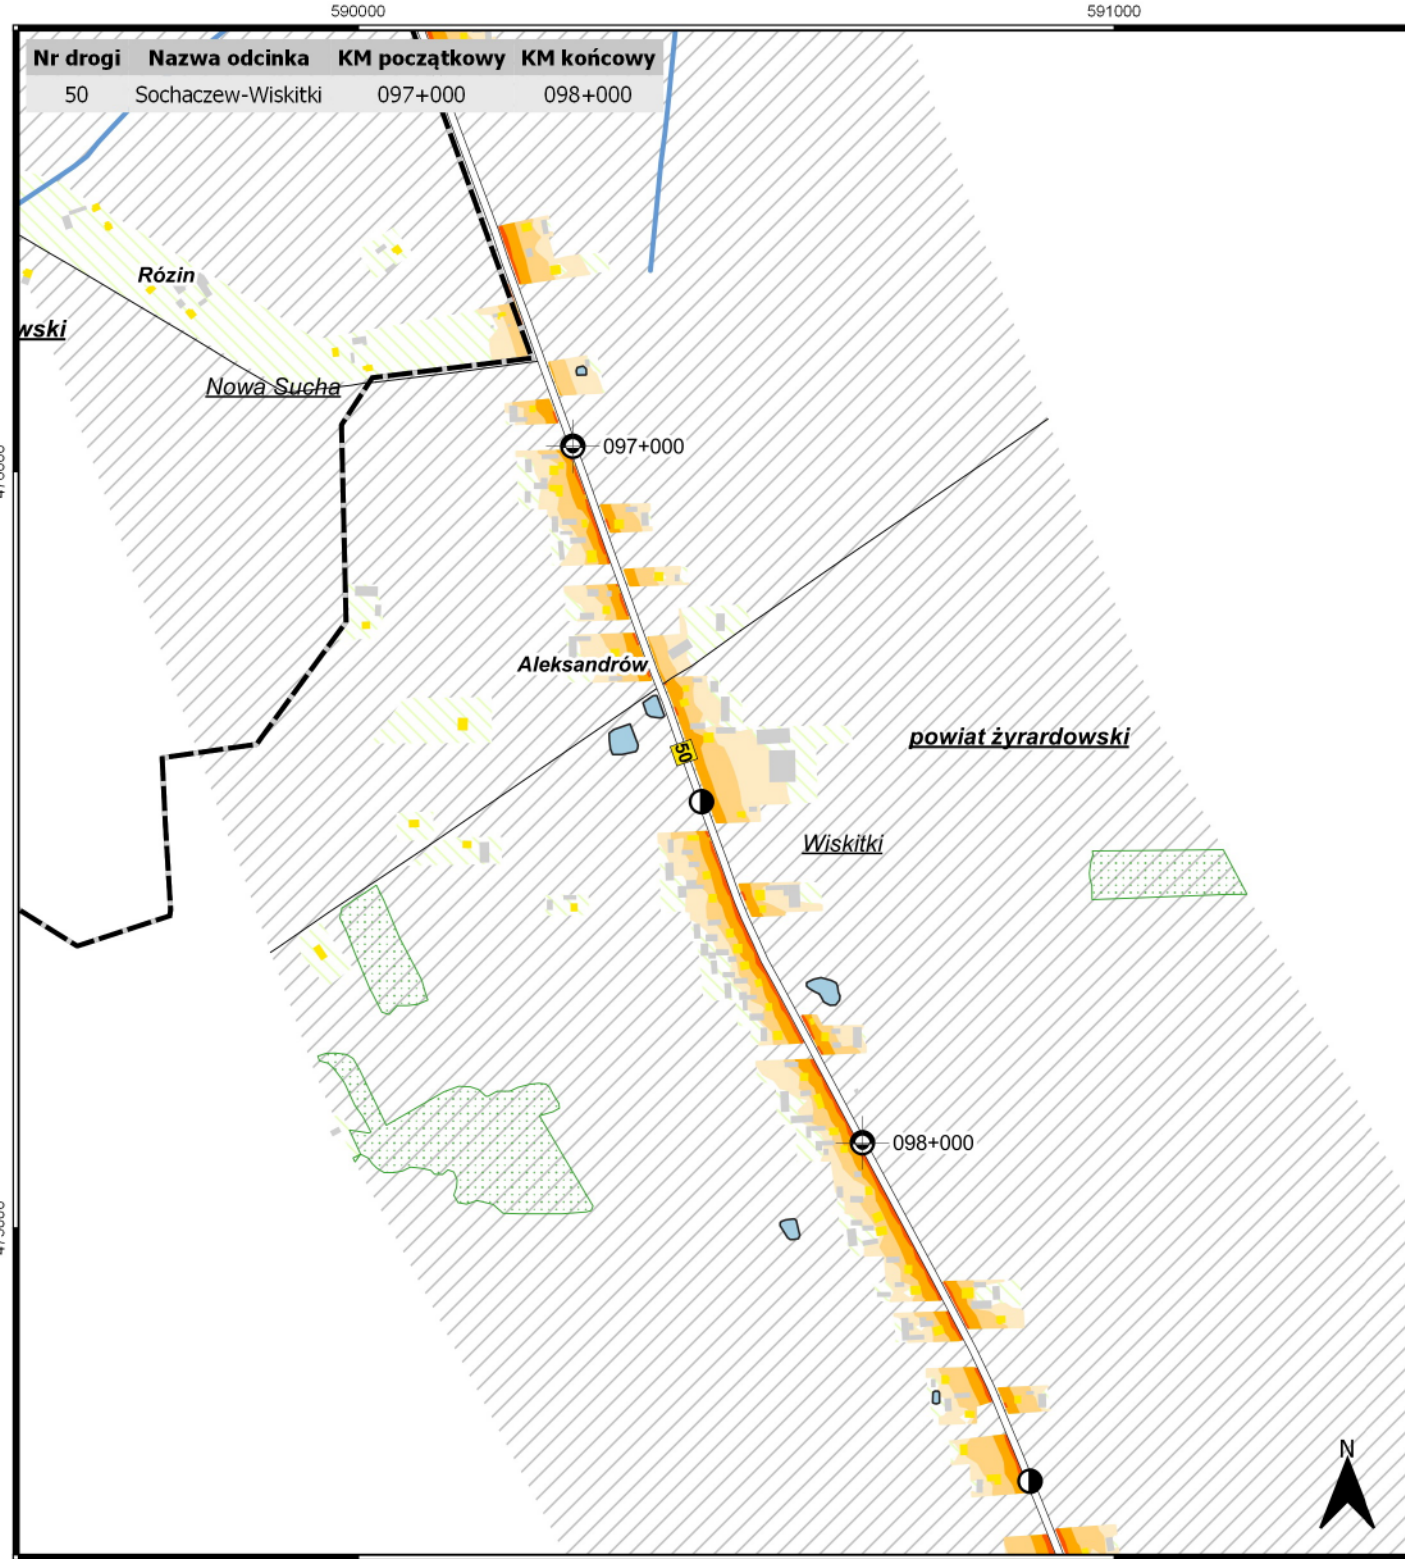 590000 591000
Nr drogi Nazwa odcinka KM początkowy KM końcowy
50 Sochaczew-Wiskitki 097+000 098+000
Rózin
wski
Nowa Sucha
097+000
Aleksandrów
50
powiat żyrardowski
Wiskitki
098+000
N